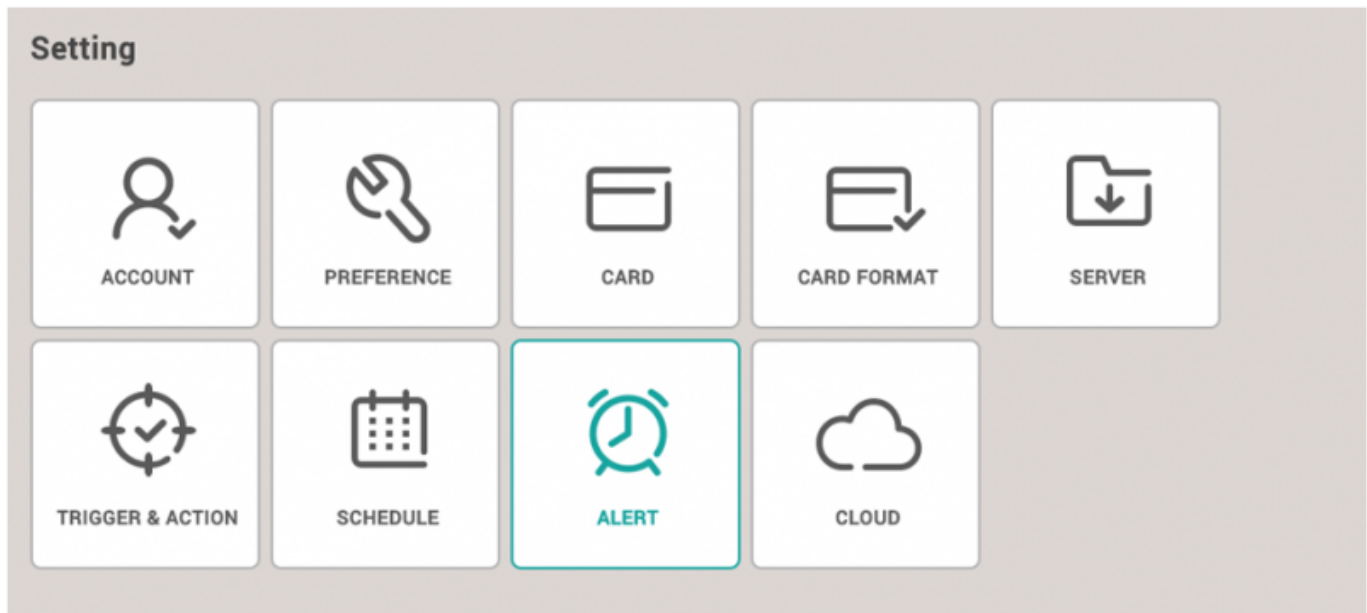 Setting
ACCOUNT
PREFERENCE
CARD
CARD FORMAT
SERVER
TRIGGER & ACTION
SCHEDULE
ALERT
CLOUD